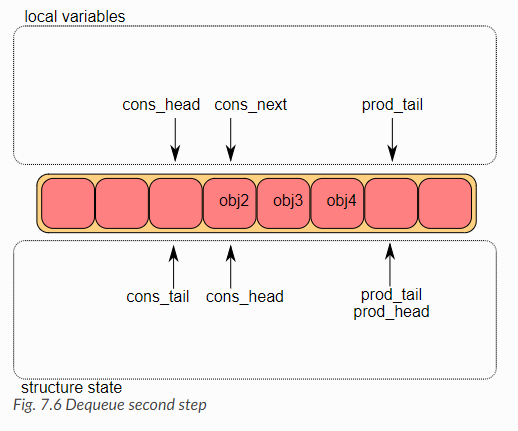 local variables
cons_head cons_next prod_tail
obj2 obj3 obj4
cons_tail cons_head prod_tail
prod_head
structure state
Fig. 7.6 Dequeue second step